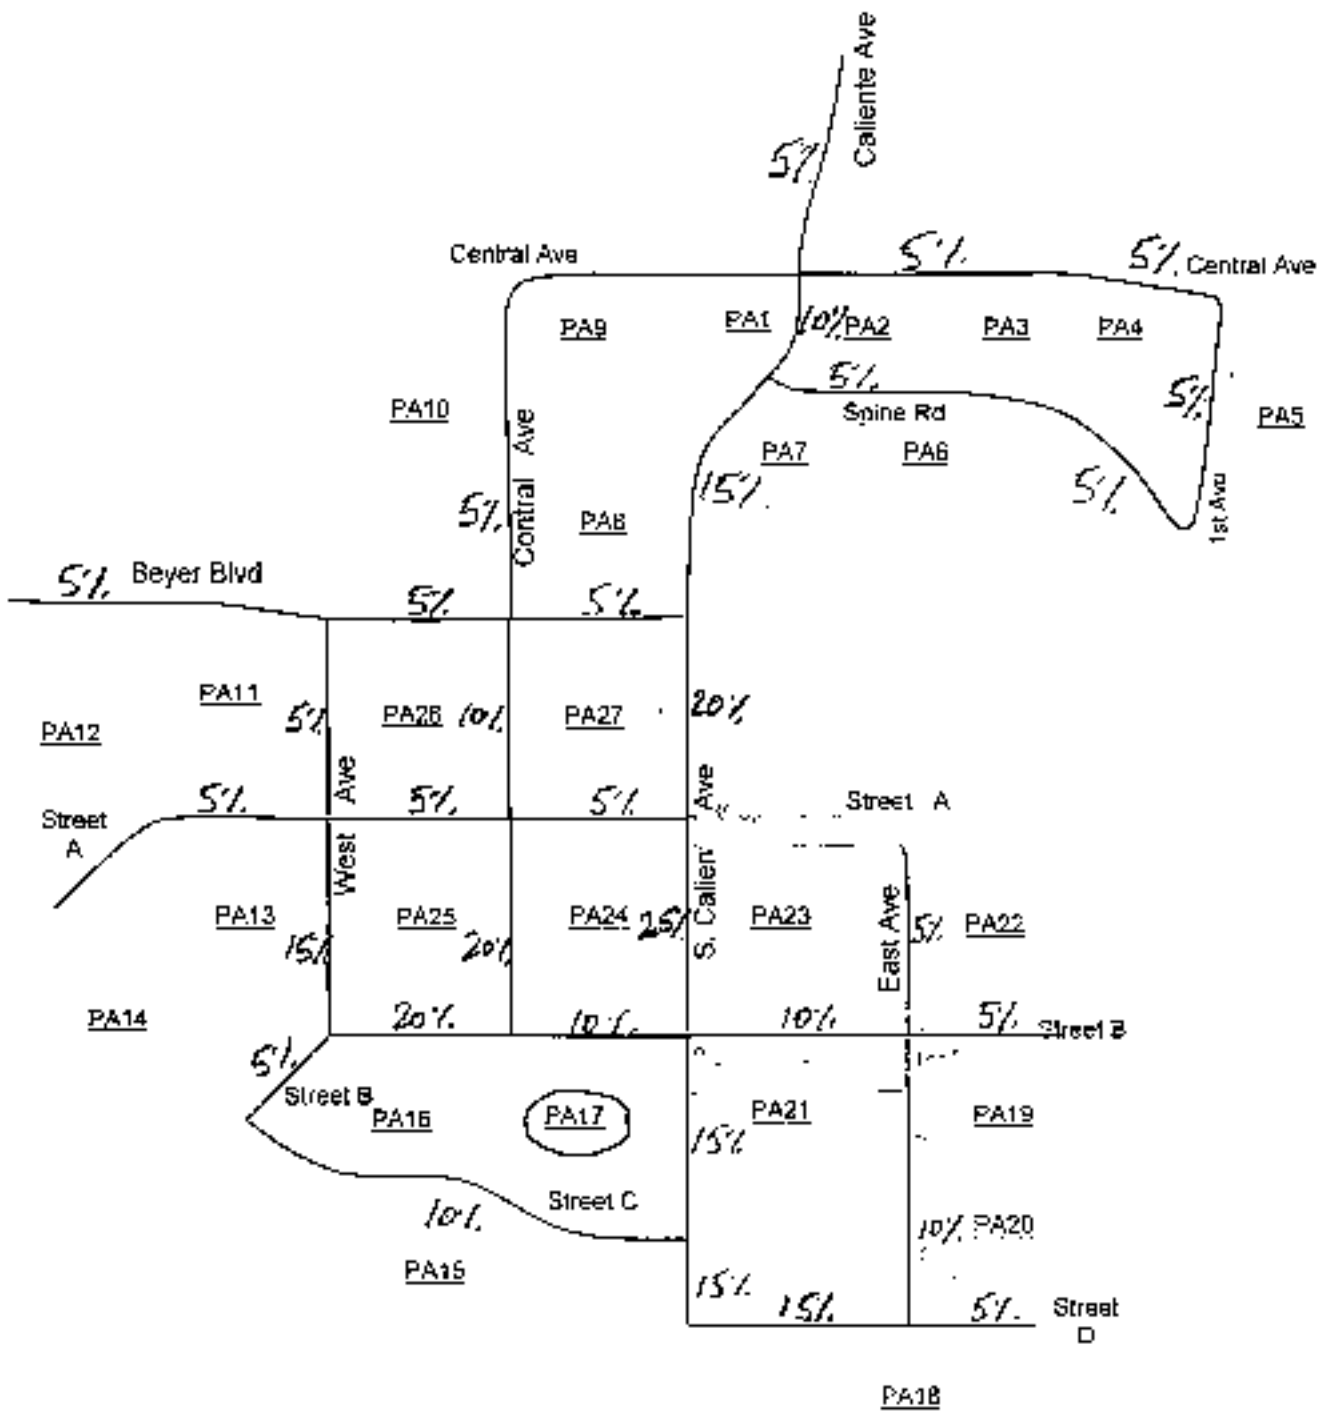 Caliente Ave
5%
Central Ave
5%
5%
Central Ave
PA9
PA1
10%
PA2
PA3
PA4
5%
5%
PA10
Spine Rd
PA5
Central Ave
PA7
PA6
15%
5%
5%
1st Ave
5%
Beyer Blvd
5%
5%
PA11
5%
10%
PA27
20%
PA12
5%
5%
5%
Street A
Street
A
West Ave
S. Calien Ave
PA13
PA25
PA24
25%
PA23
East Ave
5%
PA22
15%
20%
PA14
20%
10%
10%
5%
Street B
5%
Street B
PA16
PA17
PA21
PA19
15%
Street C
10%
10%
PA20
PA15
15%
15%
5%
Street
D
PA18